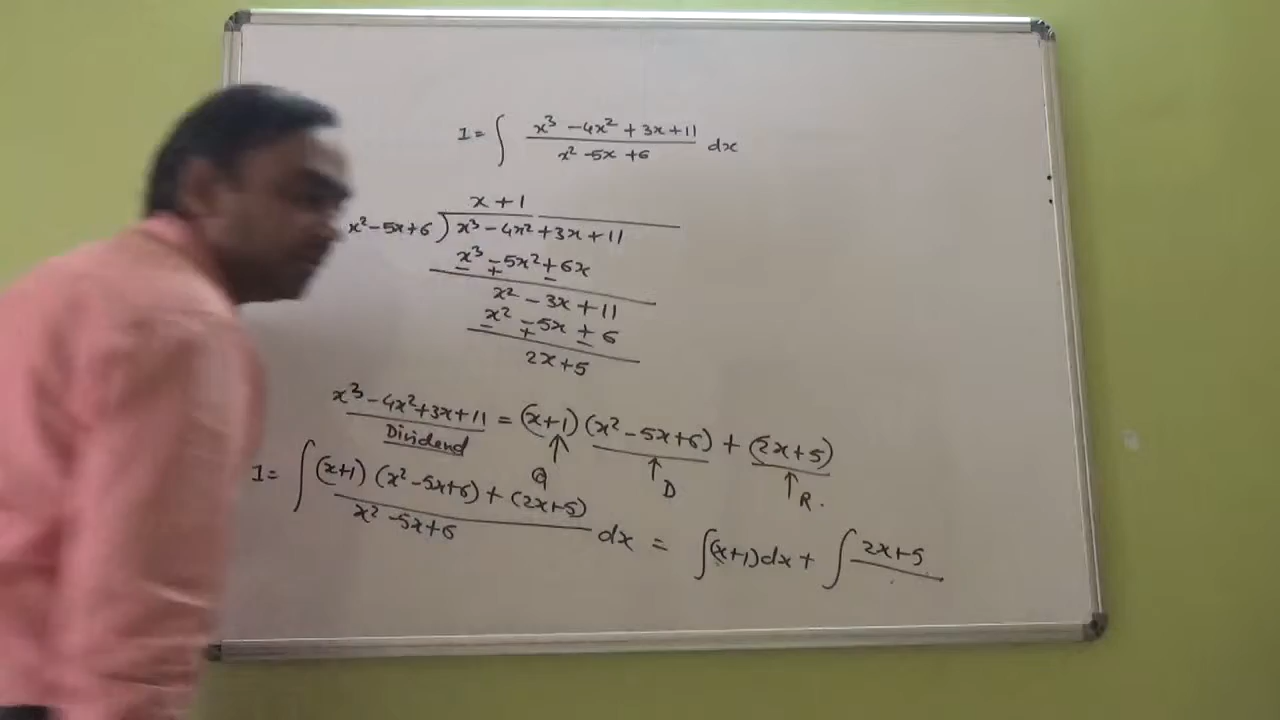 I = ∫ (x³ - 4x² + 3x + 11) / (x² - 5x + 6) dx
x + 1
x² - 5x + 6 ) x³ - 4x² + 3x + 11
x³ - 5x² + 6x
- + -
x² - 3x + 11
x² - 5x + 6
- + -
2x + 5
x³ - 4x² + 3x + 11 = (x+1) (x² - 5x + 6) + (2x + 5)
Dividend ↑ Q ↑ D ↑ R.
I = ∫ ((x+1) (x² - 5x + 6) + (2x + 5)) / (x² - 5x + 6) dx = ∫(x+1) dx + ∫ 2x + 5